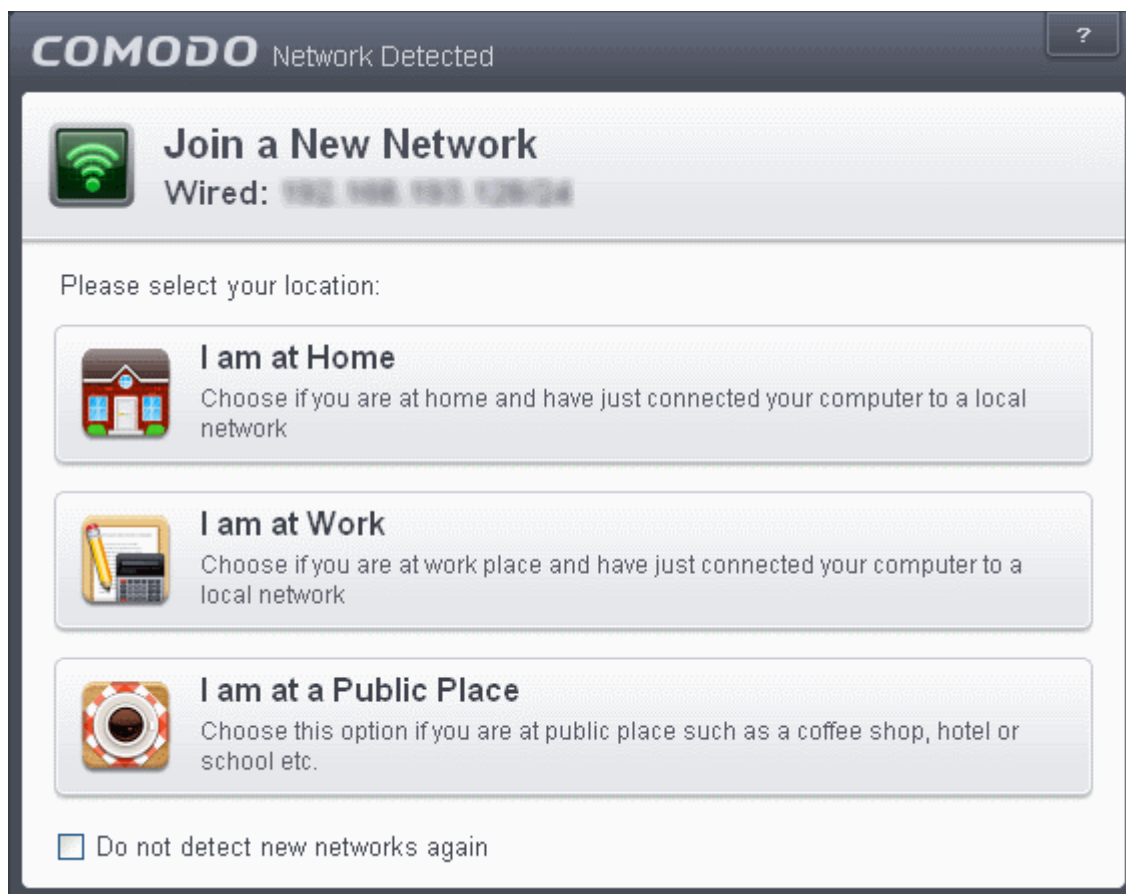 COMODO Network Detected
?
Join a New Network
Wired:
Please select your location:
I am at Home
Choose if you are at home and have just connected your computer to a local
network
I am at Work
Choose if you are at work place and have just connected your computer to a
local network
I am at a Public Place
Choose this option if you are at public place such as a coffee shop, hotel or
school etc.
Do not detect new networks again